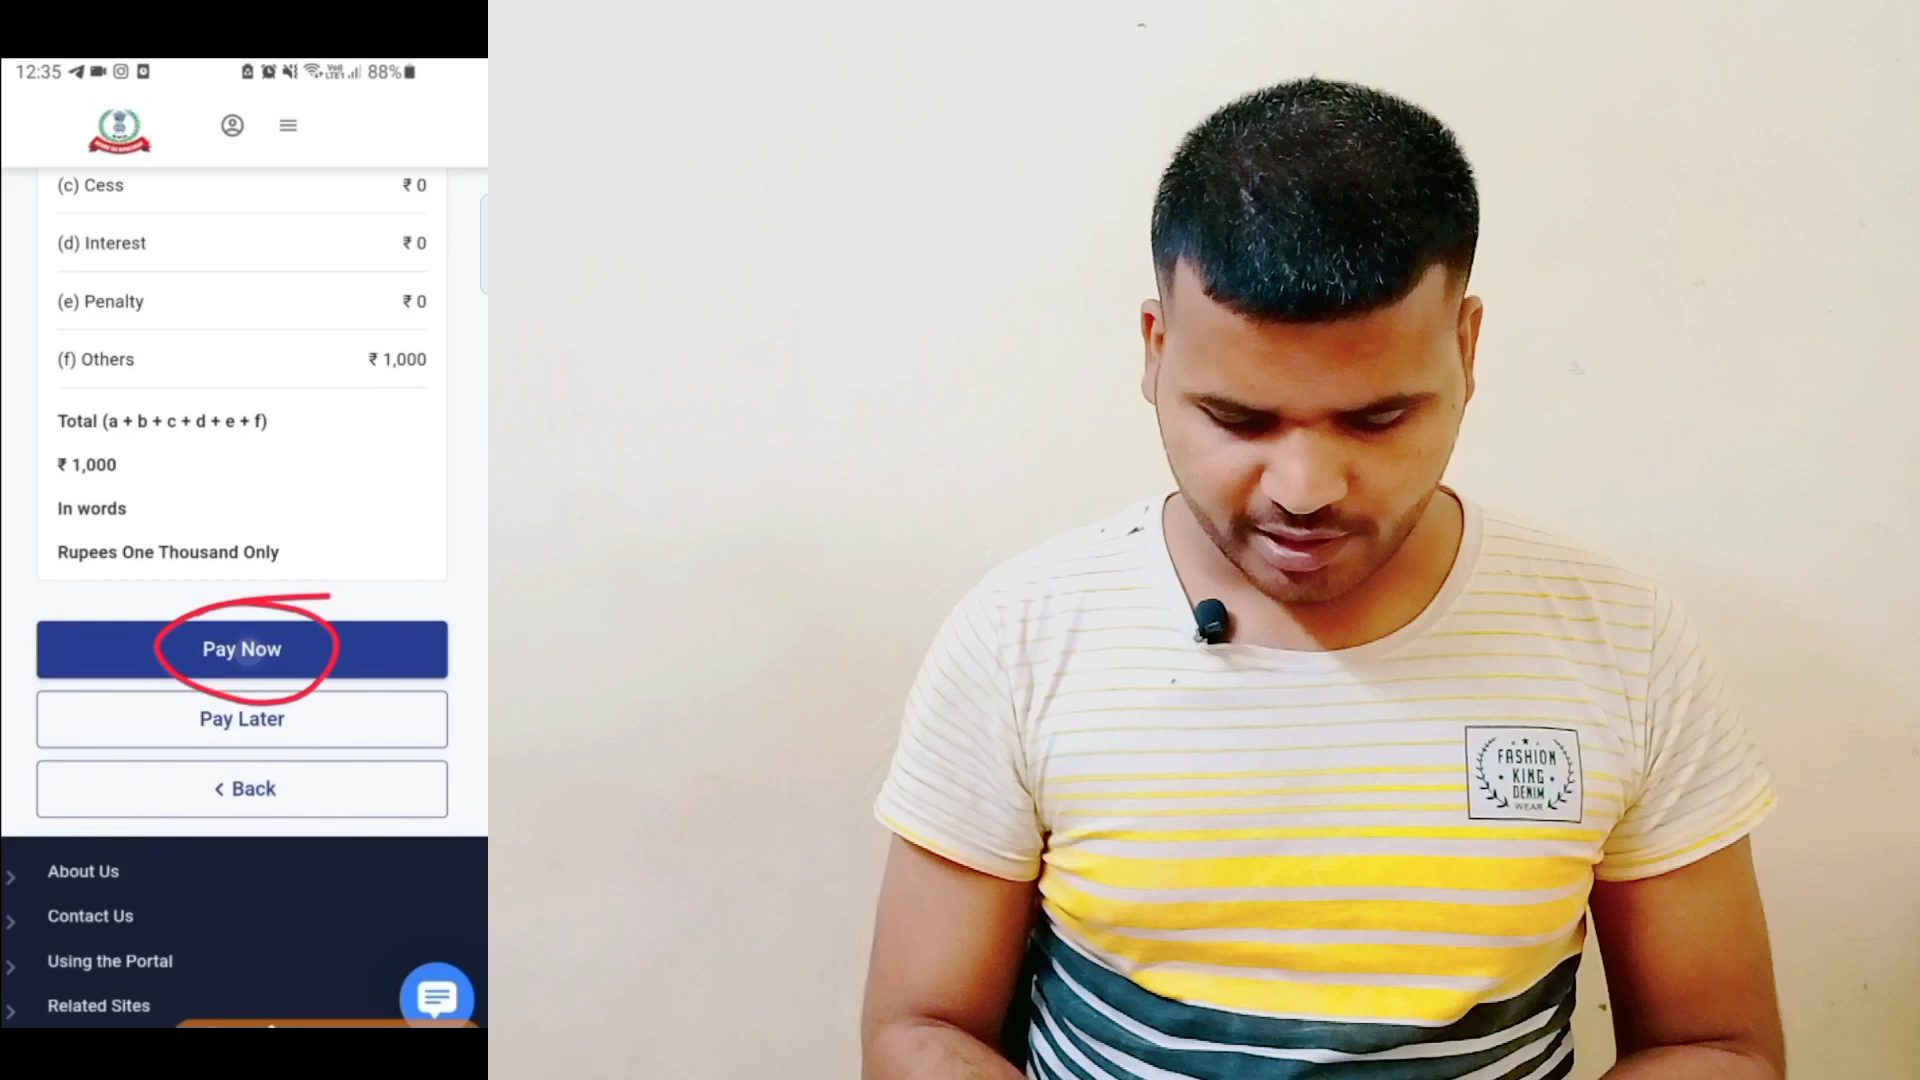 12:35
88%
(c) Cess ₹ 0
(d) Interest ₹ 0
(e) Penalty ₹ 0
(f) Others ₹ 1,000
Total (a + b + c + d + e + f)
₹ 1,000
In words
Rupees One Thousand Only
Pay Now
Pay Later
< Back
About Us
Contact Us
Using the Portal
Related Sites
FASHION
KING
DENIM
WEAR